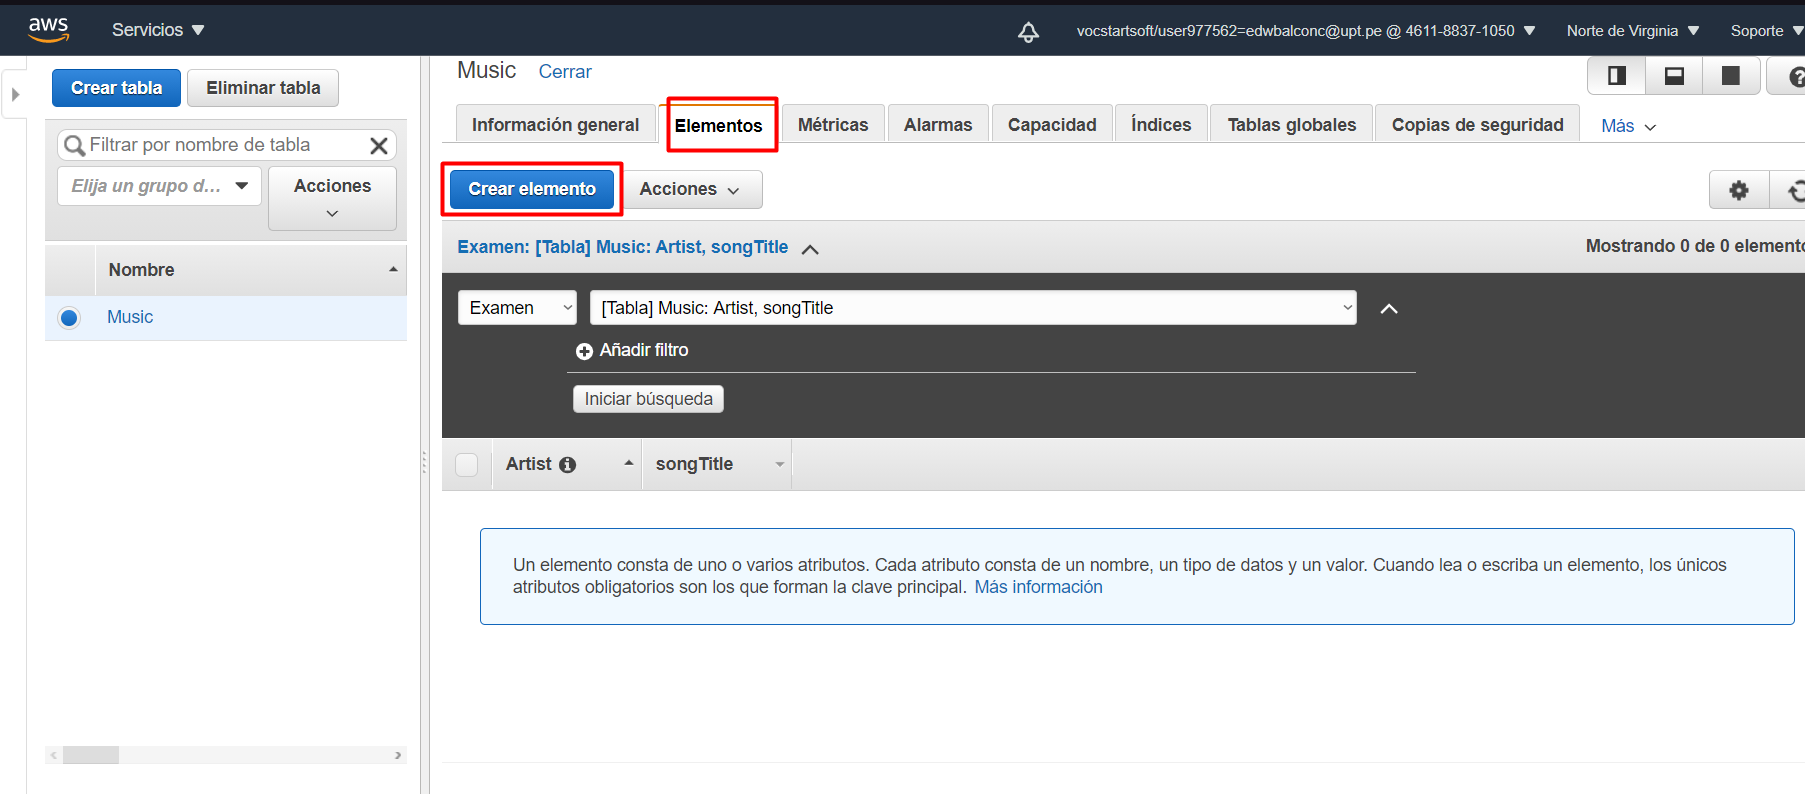 aws
Servicios
vocstartsoft/user977562=edwbalconc@upt.pe @ 4611-8837-1050
Norte de Virginia
Soporte
Crear tabla
Eliminar tabla
Filtrar por nombre de tabla
Elija un grupo d...
Acciones
Nombre
Music
Music
Cerrar
Información general
Elementos
Métricas
Alarmas
Capacidad
Índices
Tablas globales
Copias de seguridad
Más
Crear elemento
Acciones
Examen: [Tabla] Music: Artist, songTitle
Mostrando 0 de 0 elemento
Examen
[Tabla] Music: Artist, songTitle
Añadir filtro
Iniciar búsqueda
Artist
songTitle
Un elemento consta de uno o varios atributos. Cada atributo consta de un nombre, un tipo de datos y un valor. Cuando lea o escriba un elemento, los únicos
atributos obligatorios son los que forman la clave principal. Más información